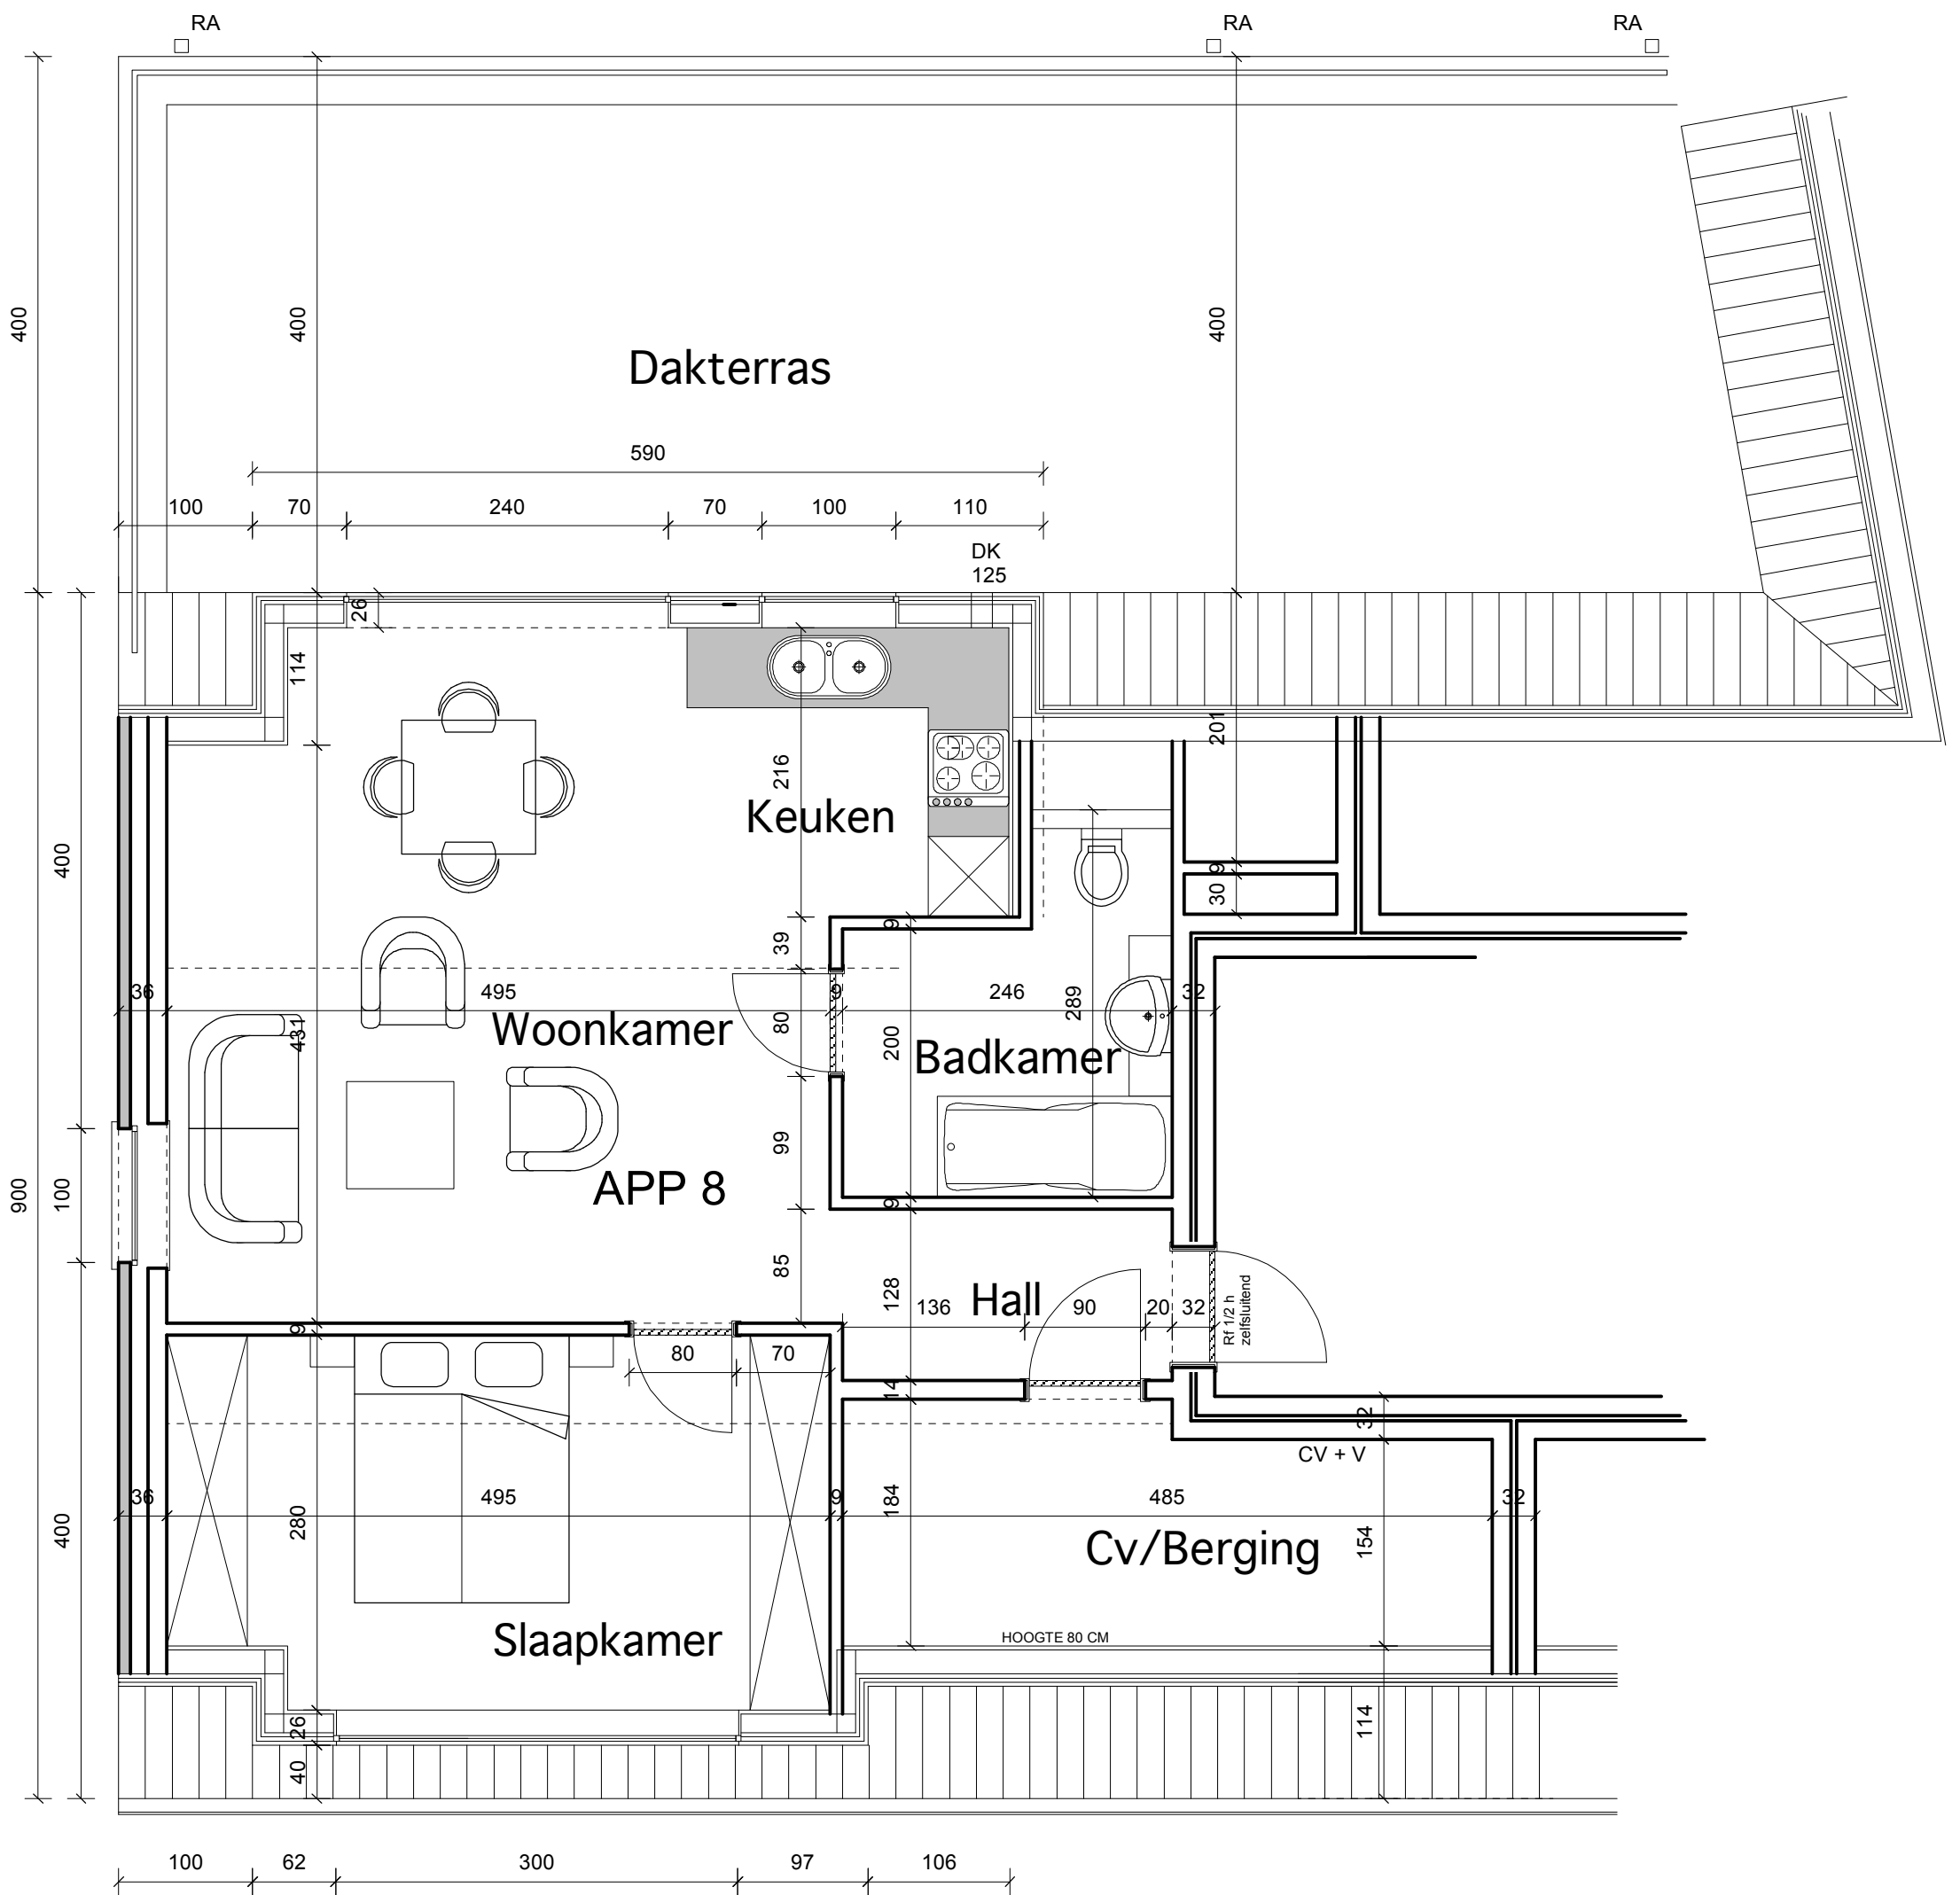 RA RA RA
400 400 400
Dakterras
590
100 70 240 70 100 110
DK
125
26
114
201
216
Keuken
400
9
30
9
39
36 495 9 246 32
289
431
Woonkamer
80
200
Badkamer
99
900
100
APP 8
9
85
128
Hall
136 90 20 32
Rf 1/2 h
zelfsluitend
9
80 70
14
32
CV + V
36 495 9 485 32
184
280
400
154
Cv/Berging
Slaapkamer
HOOGTE 80 CM
26
114
40
100 62 300 97 106